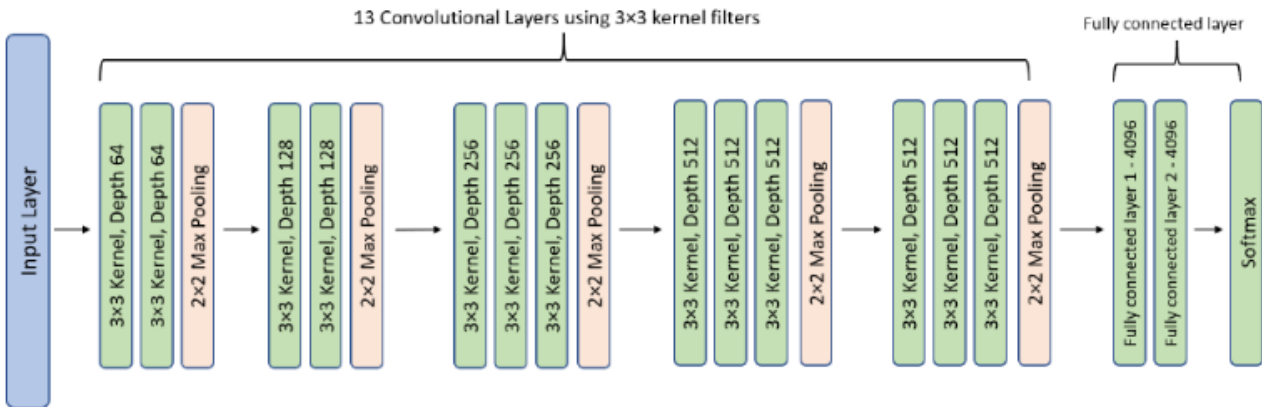 13 Convolutional Layers using 3×3 kernel filters
Fully connected layer
Input Layer
3×3 Kernel, Depth 64
3×3 Kernel, Depth 64
2×2 Max Pooling
3×3 Kernel, Depth 128
3×3 Kernel, Depth 128
2×2 Max Pooling
3×3 Kernel, Depth 256
3×3 Kernel, Depth 256
3×3 Kernel, Depth 256
2×2 Max Pooling
3×3 Kernel, Depth 512
3×3 Kernel, Depth 512
3×3 Kernel, Depth 512
2×2 Max Pooling
3×3 Kernel, Depth 512
3×3 Kernel, Depth 512
3×3 Kernel, Depth 512
2×2 Max Pooling
Fully connected layer 1 - 4096
Fully connected layer 2 - 4096
Softmax